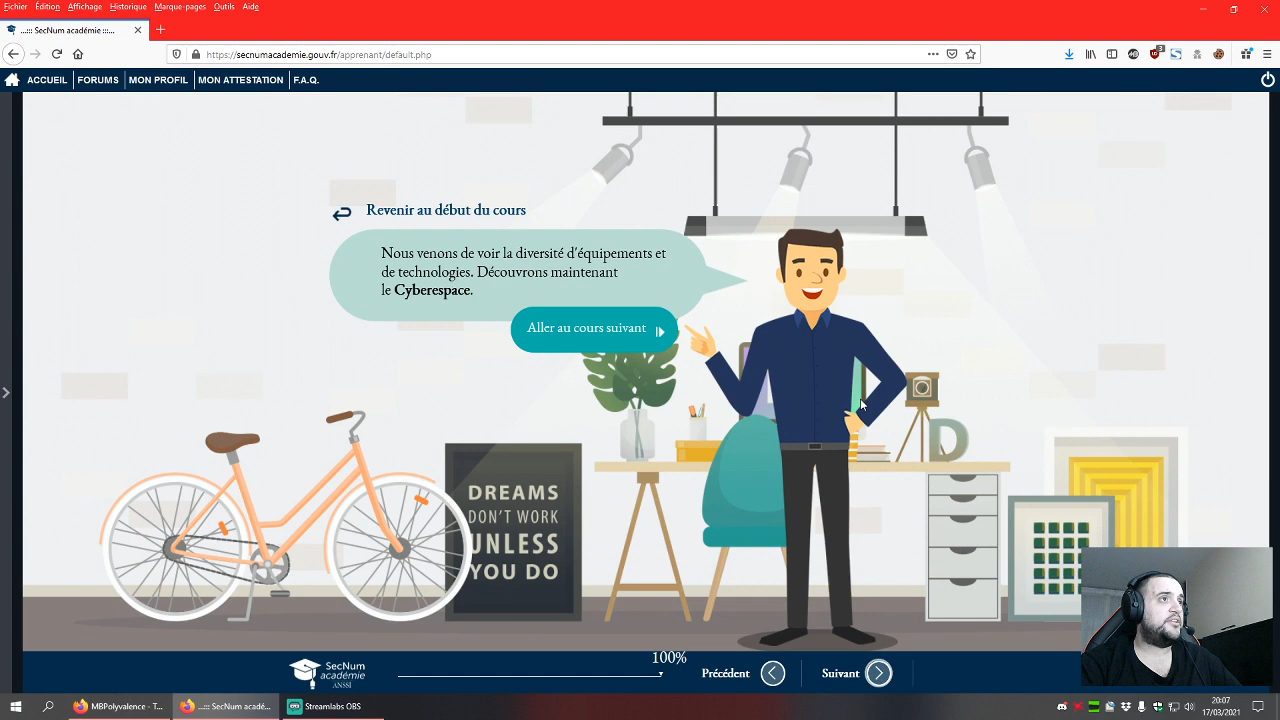 Fichier Édition Affichage Historique Marque-pages Outils Aide
..::: SecNum académie :::...
https://secnumacademie.gouv.fr/apprenant/default.php
3
ACCUEIL FORUMS MON PROFIL MON ATTESTATION F.A.Q.
Revenir au début du cours
Nous venons de voir la diversité d'équipements et
de technologies. Découvrons maintenant
le Cyberespace.
Aller au cours suivant
D
DREAMS
DON'T WORK
UNLESS
YOU DO
100%
SecNum
académie
ANSSI
Précédent
Suivant
MBPolyvalence - T...
..::: SecNum acadé...
Streamlabs OBS
20:07
17/03/2021